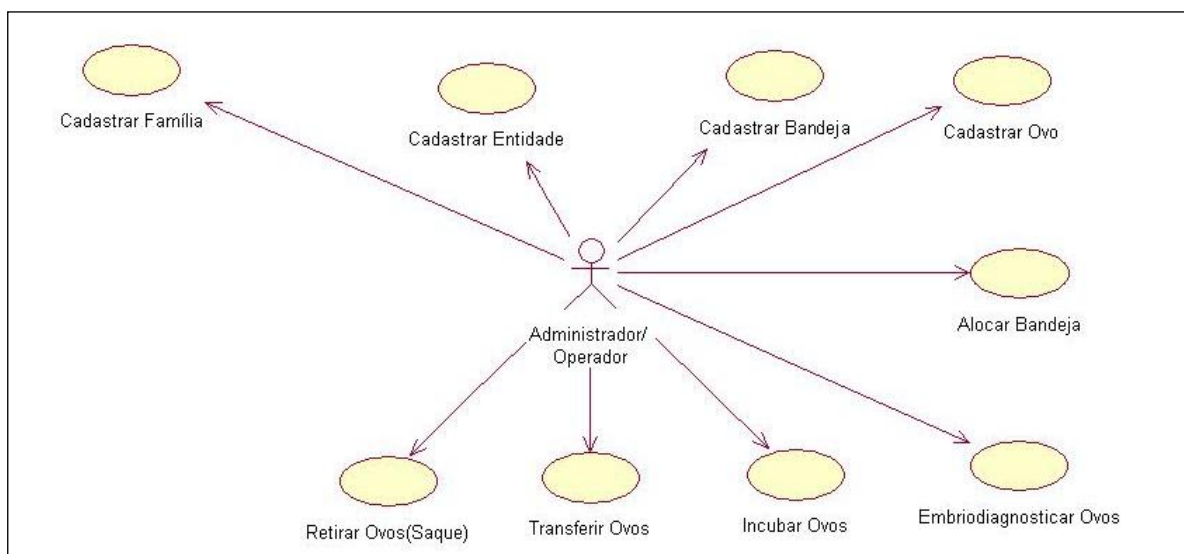 Cadastrar Família
Cadastrar Entidade
Cadastrar Bandeja
Cadastrar Ovo
Alocar Bandeja
Administrador/
Operador
Retirar Ovos(Saque)
Transferir Ovos
Incubar Ovos
Embriodiagnosticar Ovos